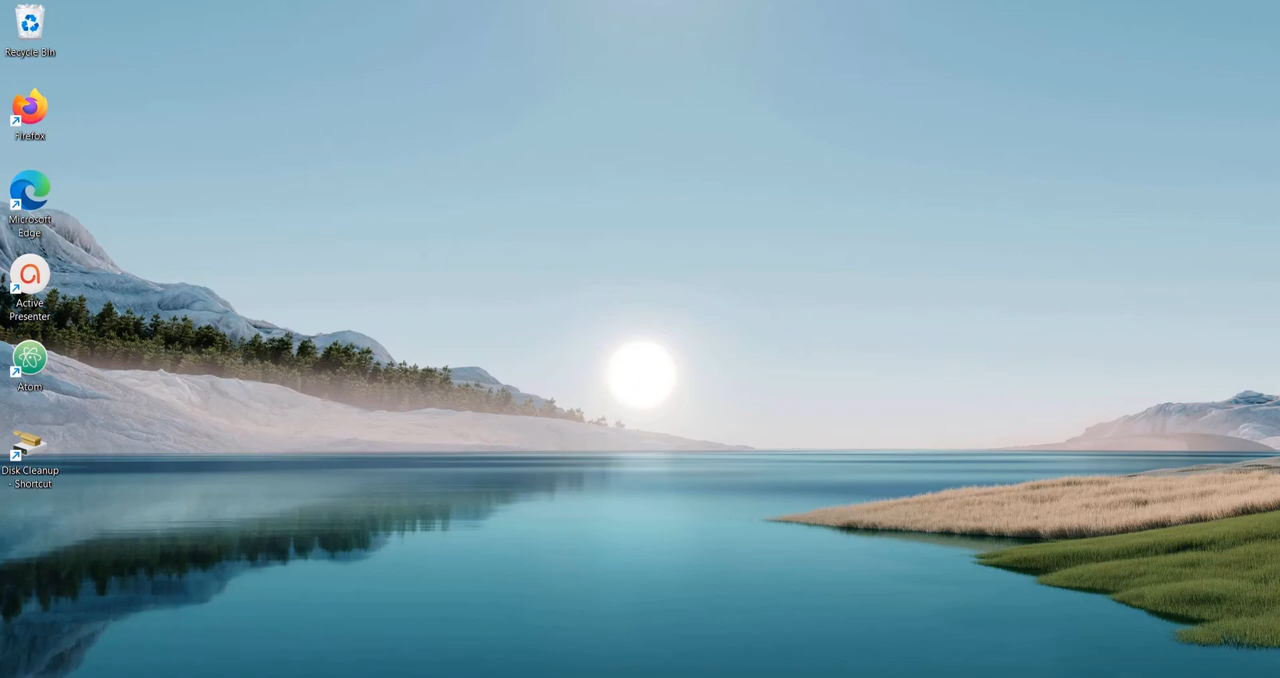 Recycle Bin
Firefox
Microsoft
Edge
Active
Presenter
Atom
Disk Cleanup
- Shortcut